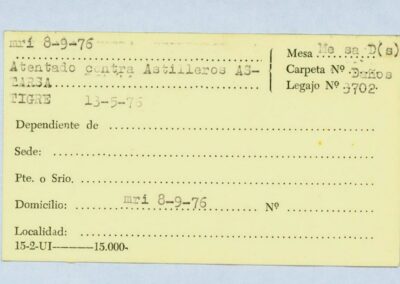 mri 8-9-76
Mesa Me sa D(s)
Atentado contra Astilleros AS-
Carpeta Nº Daños
TARSA
Legajo Nº 3702
TIGRE 13-5-76
Dependiente de
Sede:
Pte. o Srio.
Domicilio: mri 8-9-76 Nº
Localidad:
15-2-UI———15.000-